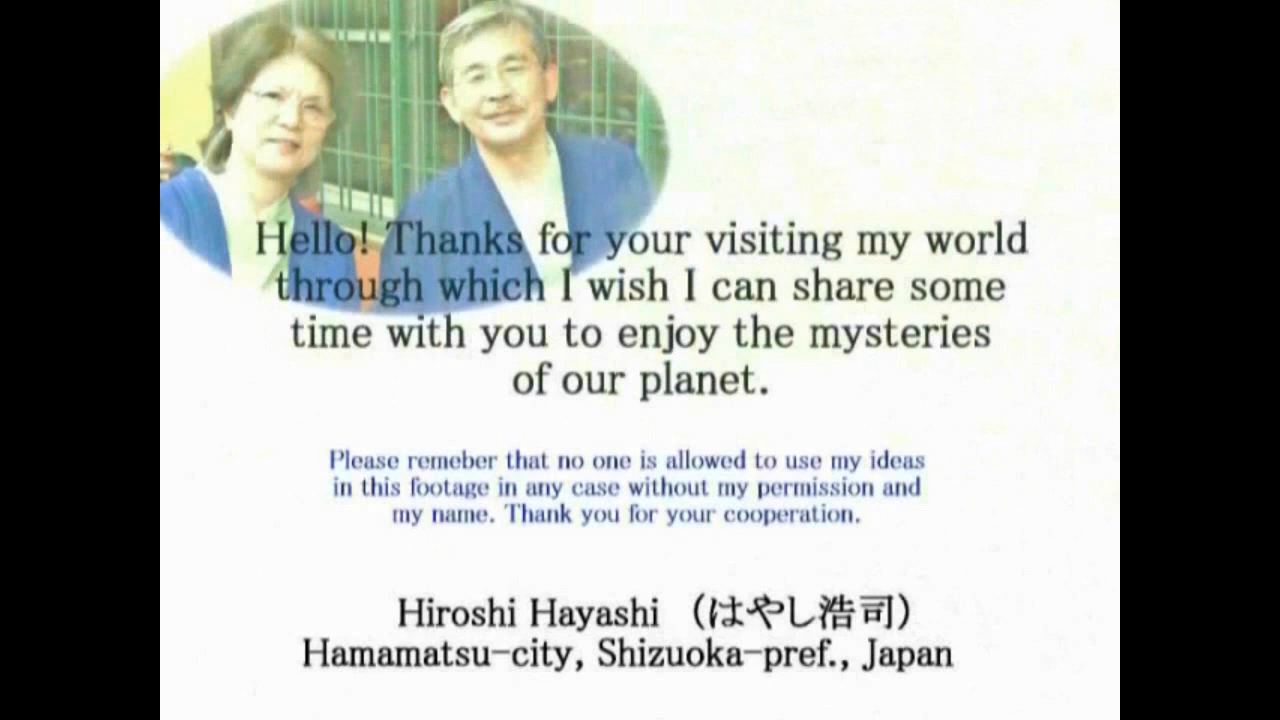 Hello! Thanks for your visiting my world
through which I wish I can share some
time with you to enjoy the mysteries
of our planet.
Please remeber that no one is allowed to use my ideas
in this footage in any case without my permission and
my name. Thank you for your cooperation.
Hiroshi Hayashi （はやし浩司）
Hamamatsu-city, Shizuoka-pref., Japan